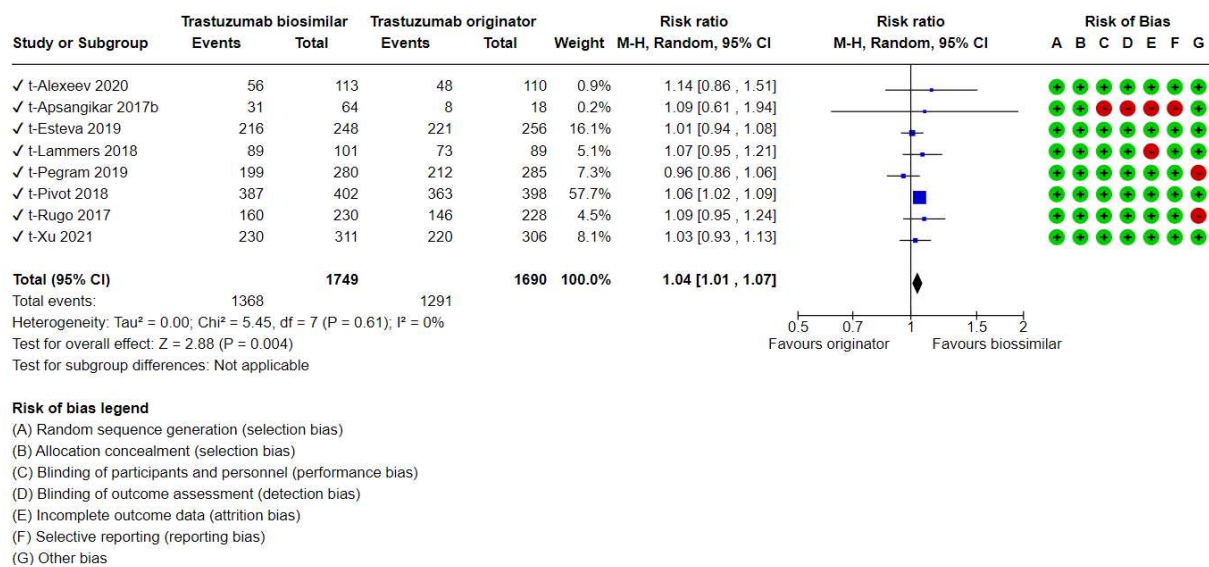 Trastuzumab biosimilar Trastuzumab originator Risk ratio Risk ratio Risk of Bias
Study or Subgroup Events Total Events Total Weight M-H, Random, 95% CI M-H, Random, 95% CI A B C D E F G
✓ t-Alexeev 2020 56 113 48 110 0.9% 1.14 [0.86 , 1.51] + + + + + + +
✓ t-Apsangikar 2017b 31 64 8 18 0.2% 1.09 [0.61 , 1.94] + + - - - - +
✓ t-Esteva 2019 216 248 221 256 16.1% 1.01 [0.94 , 1.08] + + + + + + +
✓ t-Lammers 2018 89 101 73 89 5.1% 1.07 [0.95 , 1.21] + + + + - + +
✓ t-Pegram 2019 199 280 212 285 7.3% 0.96 [0.86 , 1.06] + + + + + + -
✓ t-Pivot 2018 387 402 363 398 57.7% 1.06 [1.02 , 1.09] + + + + + + +
✓ t-Rugo 2017 160 230 146 228 4.5% 1.09 [0.95 , 1.24] + + + + + + -
✓ t-Xu 2021 230 311 220 306 8.1% 1.03 [0.93 , 1.13] + + + + + + +
Total (95% CI) 1749 1690 100.0% 1.04 [1.01 , 1.07]
Total events: 1368 1291
Heterogeneity: Tau² = 0.00; Chi² = 5.45, df = 7 (P = 0.61); I² = 0%
0.5 0.7 1 1.5 2
Test for overall effect: Z = 2.88 (P = 0.004)
Favours originator Favours biossimilar
Test for subgroup differences: Not applicable
Risk of bias legend
(A) Random sequence generation (selection bias)
(B) Allocation concealment (selection bias)
(C) Blinding of participants and personnel (performance bias)
(D) Blinding of outcome assessment (detection bias)
(E) Incomplete outcome data (attrition bias)
(F) Selective reporting (reporting bias)
(G) Other bias